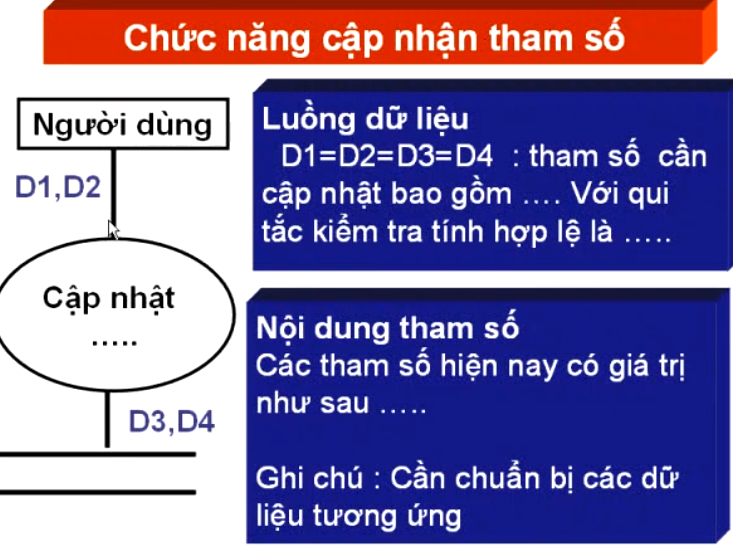 Chức năng cập nhận tham số
Người dùng
D1,D2
Cập nhật
.....
D3,D4
Luồng dữ liệu
D1=D2=D3=D4 : tham số cần
cập nhật bao gồm .... Với qui
tắc kiểm tra tính hợp lệ là .....
Nội dung tham số
Các tham số hiện nay có giá trị
như sau .....
Ghi chú : Cần chuẩn bị các dữ
liệu tương ứng